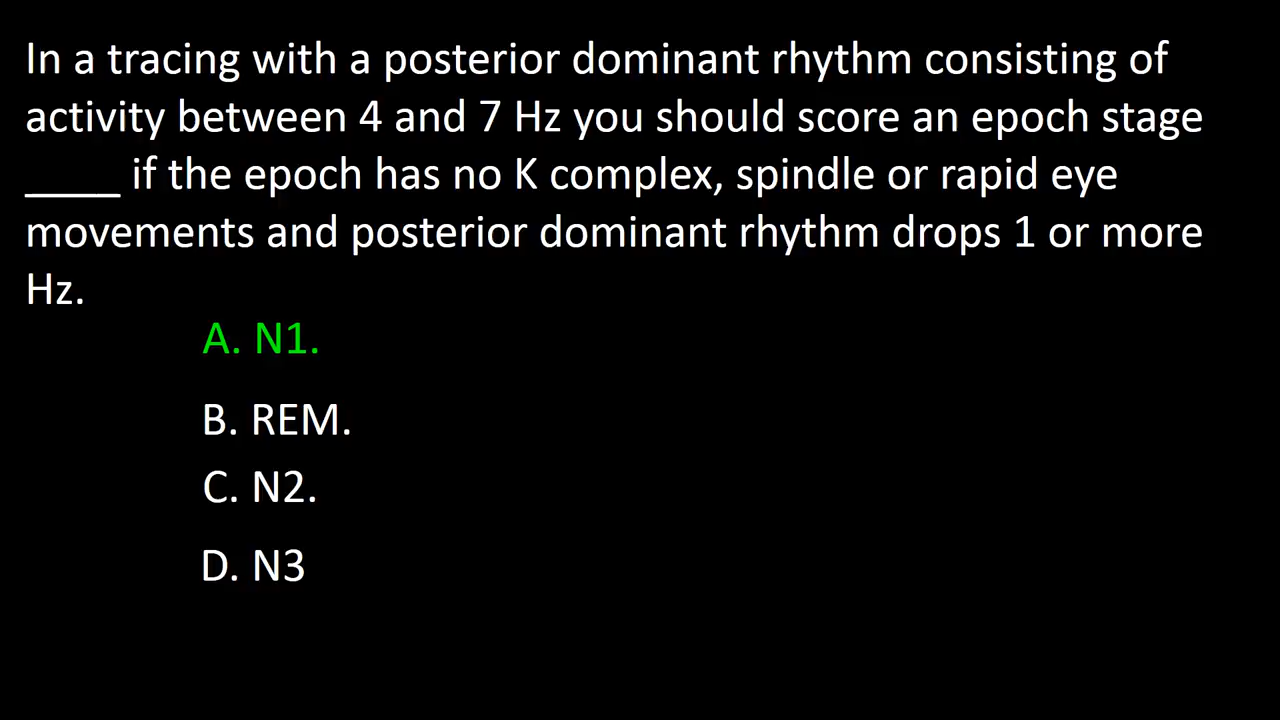 In a tracing with a posterior dominant rhythm consisting of
activity between 4 and 7 Hz you should score an epoch stage
____ if the epoch has no K complex, spindle or rapid eye
movements and posterior dominant rhythm drops 1 or more
Hz.
A. N1.
B. REM.
C. N2.
D. N3